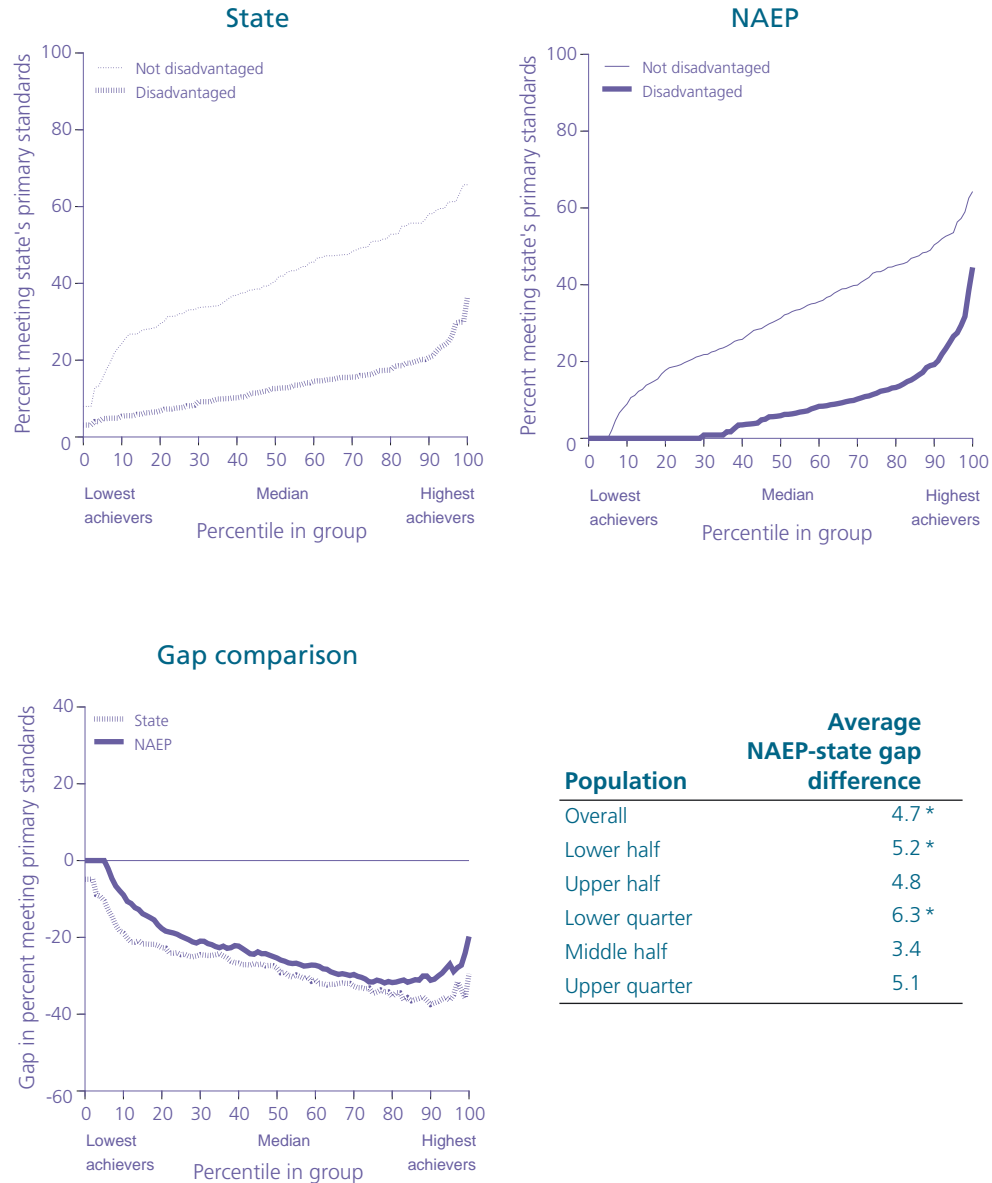 State
Percent meeting state's primary standards
100
80
60
40
20
0
Not disadvantaged
Disadvantaged
0 10 20 30 40 50 60 70 80 90 100
Lowest achievers
Median
Highest achievers
Percentile in group
NAEP
Percent meeting state's primary standards
100
80
60
40
20
0
Not disadvantaged
Disadvantaged
0 10 20 30 40 50 60 70 80 90 100
Lowest achievers
Median
Highest achievers
Percentile in group
Gap comparison
Gap in percent meeting primary standards
40
20
0
-20
-40
-60
State
NAEP
0 10 20 30 40 50 60 70 80 90 100
Lowest achievers
Median
Highest achievers
Percentile in group
Average
NAEP-state gap
Population difference
Overall 4.7 *
Lower half 5.2 *
Upper half 4.8
Lower quarter 6.3 *
Middle half 3.4
Upper quarter 5.1